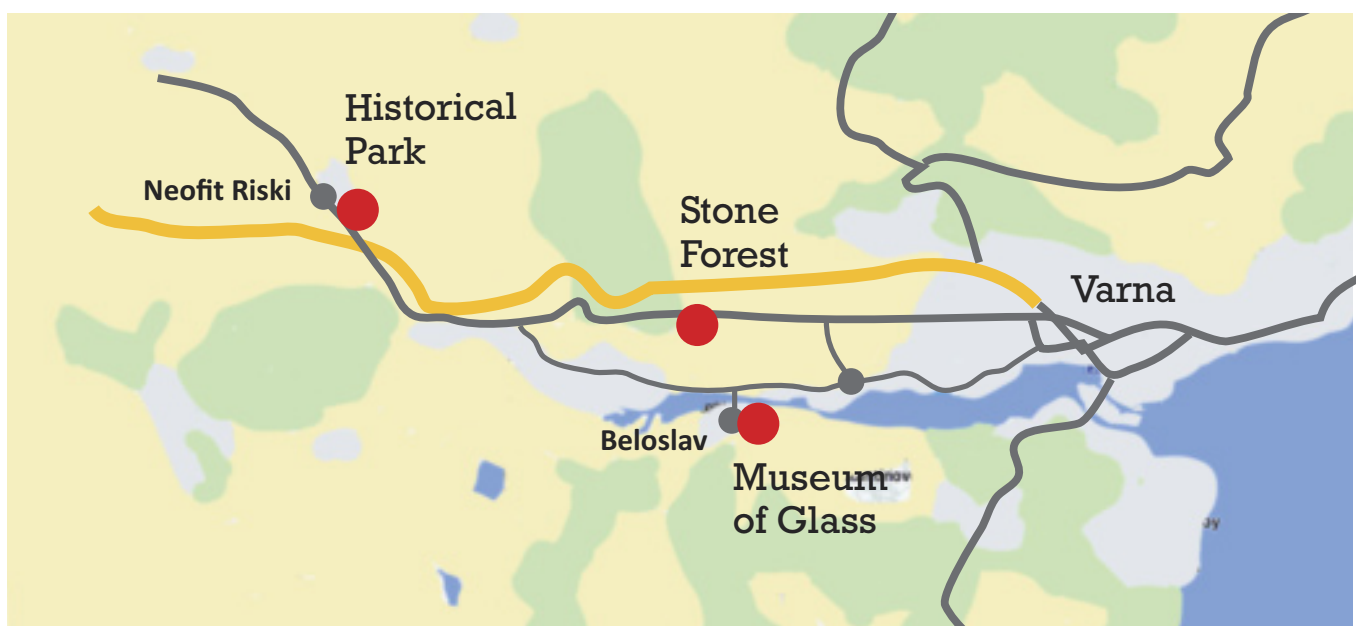 Historical
Park
Neofit Riski
Stone
Forest
Varna
Beloslav
Museum
of Glass